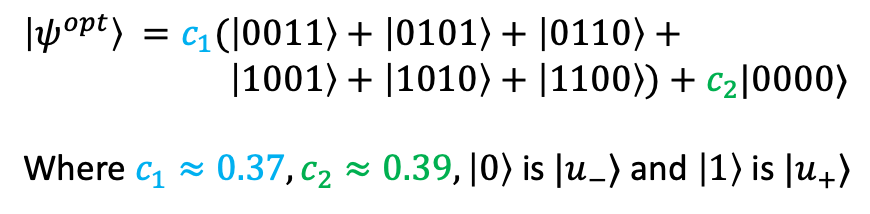 |ψᵒᵖᵗ⟩ = c₁(|0011⟩ + |0101⟩ + |0110⟩ +
|1001⟩ + |1010⟩ + |1100⟩) + c₂|0000⟩
Where c₁ ≈ 0.37, c₂ ≈ 0.39, |0⟩ is |u₋⟩ and |1⟩ is |u₊⟩